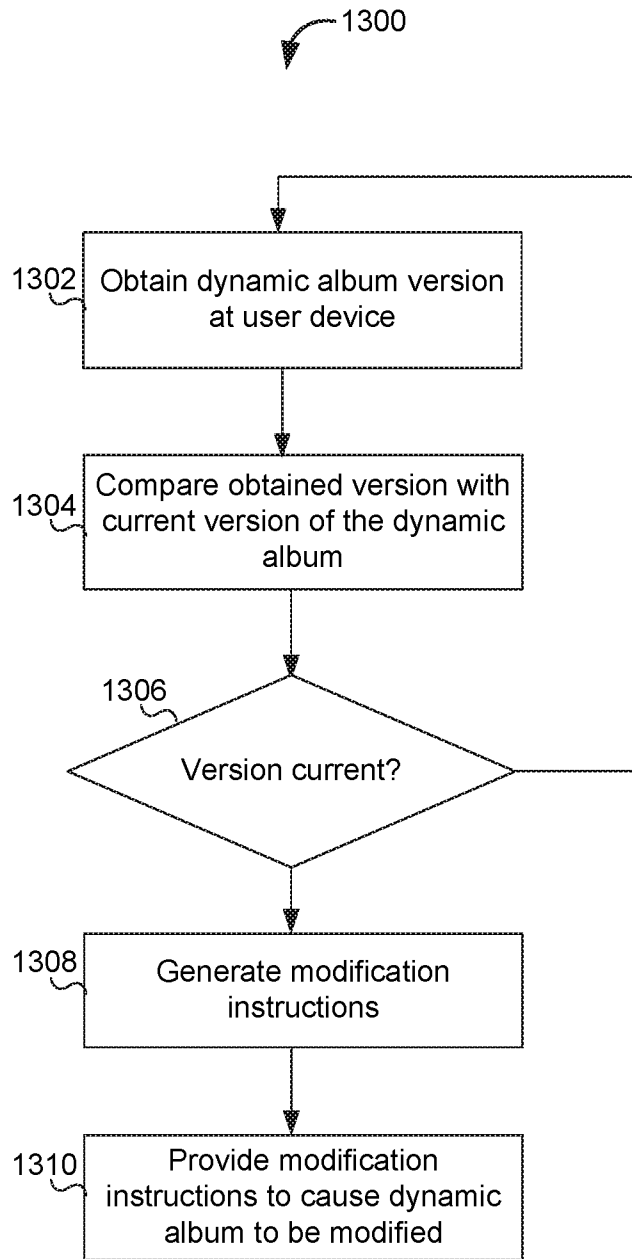 1300
1302
Obtain dynamic album version
at user device
1304
Compare obtained version with
current version of the dynamic
album
1306
Version current?
1308
Generate modification
instructions
1310
Provide modification
instructions to cause dynamic
album to be modified